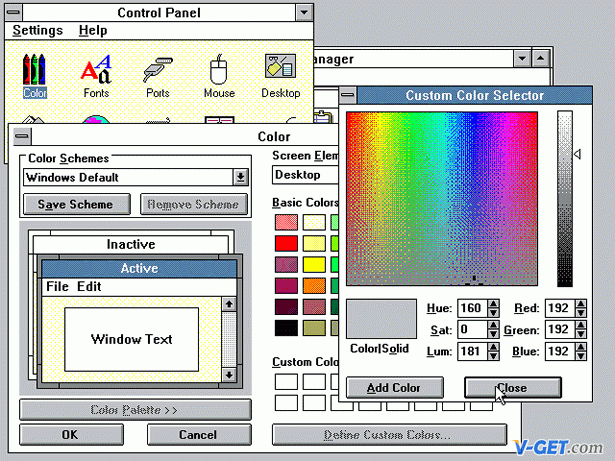 Control Panel
Settings Help
Color Fonts Ports Mouse Desktop
anager
Color
Color Schemes
Windows Default
Save Scheme Remove Scheme
Inactive
Active
File Edit
Window Text
Color Palette >>
OK Cancel
Screen Elem
Desktop
Basic Colors
Custom Color
Define Custom Colors...
Custom Color Selector
Color|Solid
Hue: 160 Red: 192
Sat: 0 Green: 192
Lum: 181 Blue: 192
Add Color Close
V-GET.com